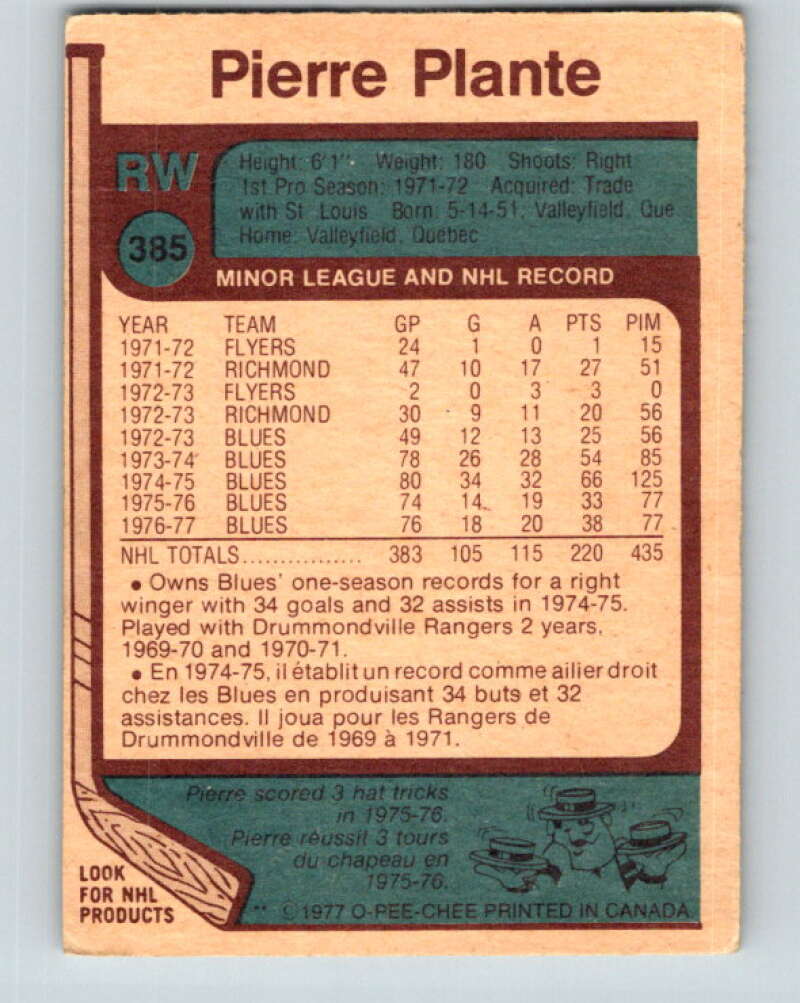 Pierre Plante
RW
Height: 6'1" Weight: 180 Shoots: Right
1st Pro Season: 1971-72 Acquired: Trade
with St. Louis Born: 5-14-51, Valleyfield, Que
Home: Valleyfield, Québec
385
MINOR LEAGUE AND NHL RECORD
YEAR TEAM GP G A PTS PIM
1971-72 FLYERS 24 1 0 1 15
1971-72 RICHMOND 47 10 17 27 51
1972-73 FLYERS 2 0 3 3 0
1972-73 RICHMOND 30 9 11 20 56
1972-73 BLUES 49 12 13 25 56
1973-74 BLUES 78 26 28 54 85
1974-75 BLUES 80 34 32 66 125
1975-76 BLUES 74 14 19 33 77
1976-77 BLUES 76 18 20 38 77
NHL TOTALS................ 383 105 115 220 435
• Owns Blues' one-season records for a right
winger with 34 goals and 32 assists in 1974-75.
Played with Drummondville Rangers 2 years,
1969-70 and 1970-71.
• En 1974-75, il établit un record comme ailier droit
chez les Blues en produisant 34 buts et 32
assistances. Il joua pour les Rangers de
Drummondville de 1969 à 1971.
Pierre scored 3 hat tricks
in 1975-76.
Pierre réussit 3 tours
du chapeau en
1975-76.
LOOK
FOR NHL
PRODUCTS
** ©1977 O-PEE-CHEE PRINTED IN CANADA